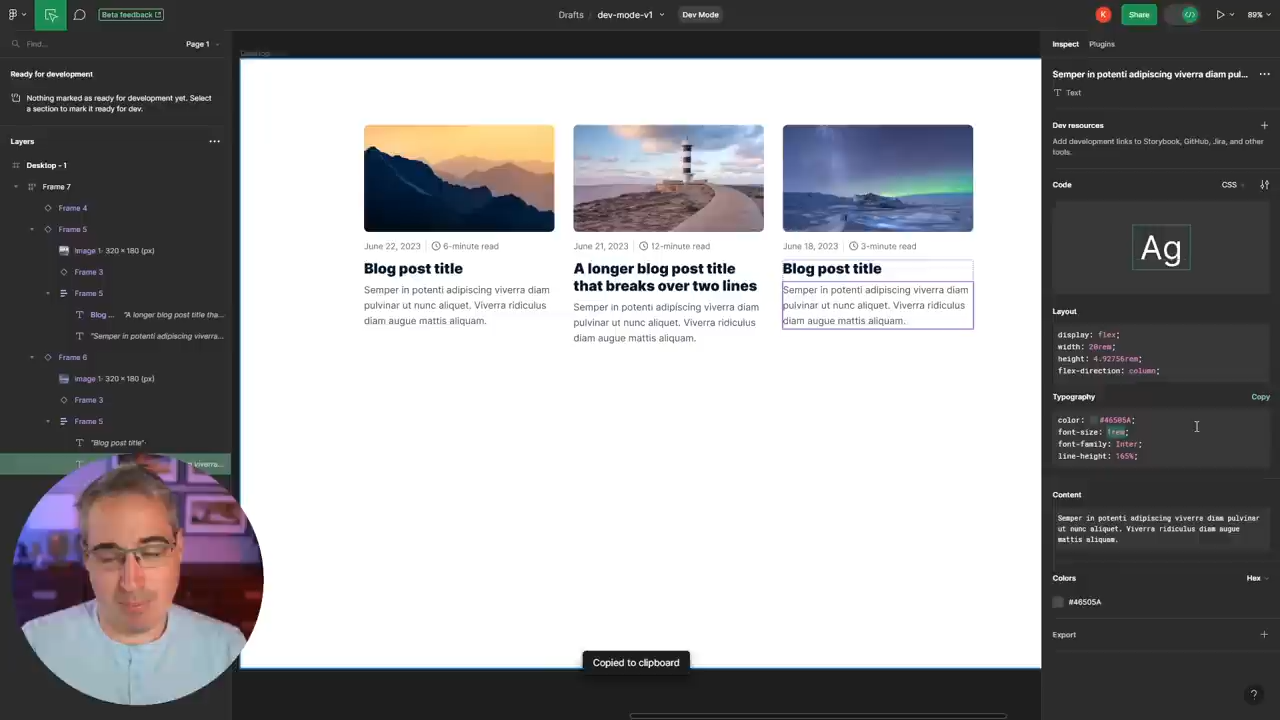 Beta feedback
Drafts / dev-mode-v1
Dev Mode
K
Share
89%
Find...
Page 1
Ready for development
Nothing marked as ready for development yet. Select
a section to mark it ready for dev.
Layers
Desktop - 1
Frame 7
Frame 4
Frame 5
Image 1 · 320 × 180 (px)
Frame 3
Frame 5
Blog ... "A longer blog post title tha...
"Semper in potenti adipiscing viverra...
Frame 6
Image 1 · 320 × 180 (px)
Frame 3
Frame 5
"Blog post title"
viverra...
Desktop
June 22, 2023
6-minute read
Blog post title
Semper in potenti adipiscing viverra diam
pulvinar ut nunc aliquet. Viverra ridiculus
diam augue mattis aliquam.
June 21, 2023
12-minute read
A longer blog post title
that breaks over two lines
Semper in potenti adipiscing viverra diam
pulvinar ut nunc aliquet. Viverra ridiculus
diam augue mattis aliquam.
June 18, 2023
3-minute read
Blog post title
Semper in potenti adipiscing viverra diam
pulvinar ut nunc aliquet. Viverra ridiculus
diam augue mattis aliquam.
Copied to clipboard
Inspect
Plugins
Semper in potenti adipiscing viverra diam pul...
Text
Dev resources
Add development links to Storybook, GitHub, Jira, and other
tools.
Code
CSS
Ag
Layout
display: flex;
width: 20rem;
height: 4.92756rem;
flex-direction: column;
Typography
Copy
color: #46505A;
font-size: 1rem;
font-family: Inter;
line-height: 165%;
Content
Semper in potenti adipiscing viverra diam pulvinar
ut nunc aliquet. Viverra ridiculus diam augue
mattis aliquam.
Colors
Hex
#46505A
Export
?